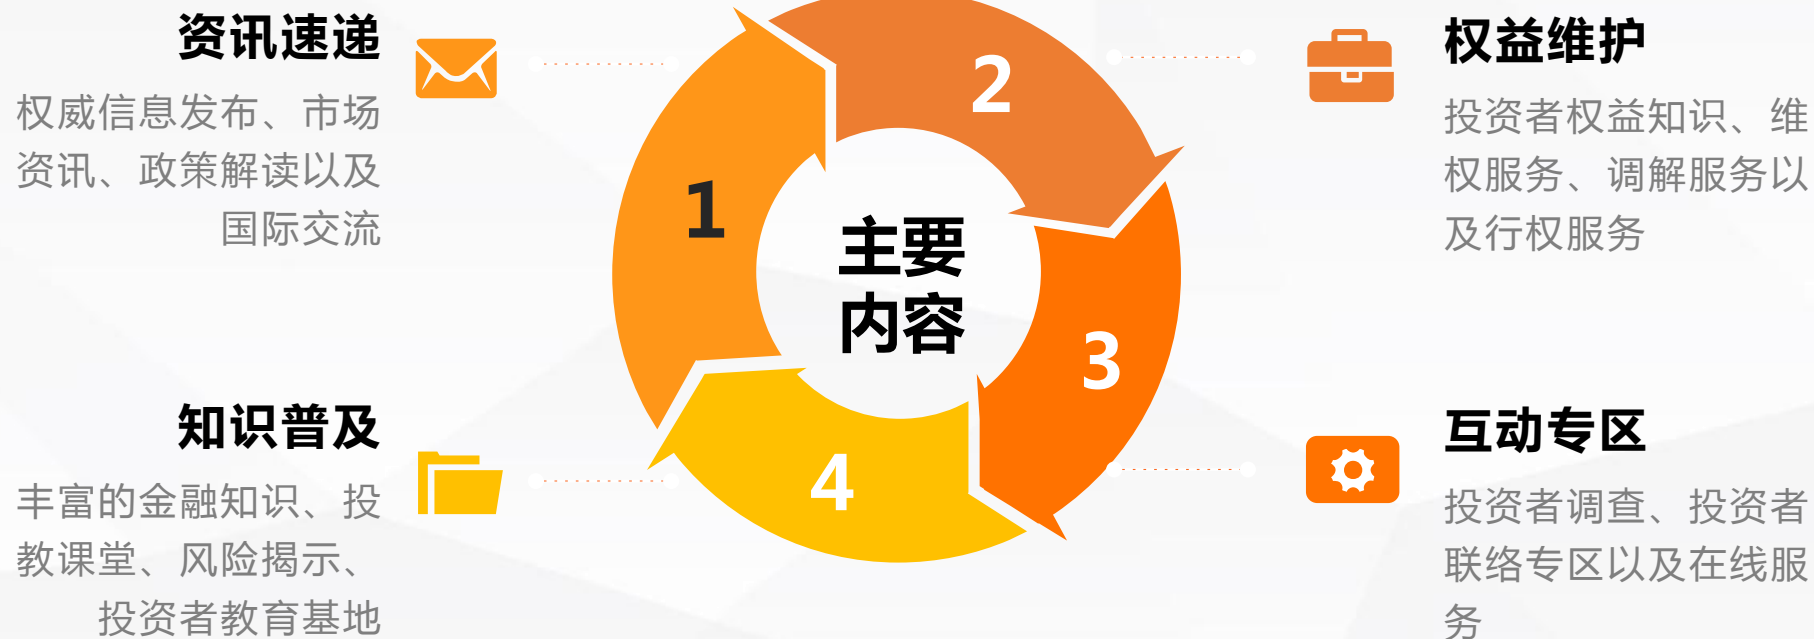 资讯速递
权威信息发布、市场
资讯、政策解读以及
国际交流
知识普及
丰富的金融知识、投
教课堂、风险揭示、
投资者教育基地
1
2
3
4
主要
内容
权益维护
投资者权益知识、维
权服务、调解服务以
及行权服务
互动专区
投资者调查、投资者
联络专区以及在线服
务